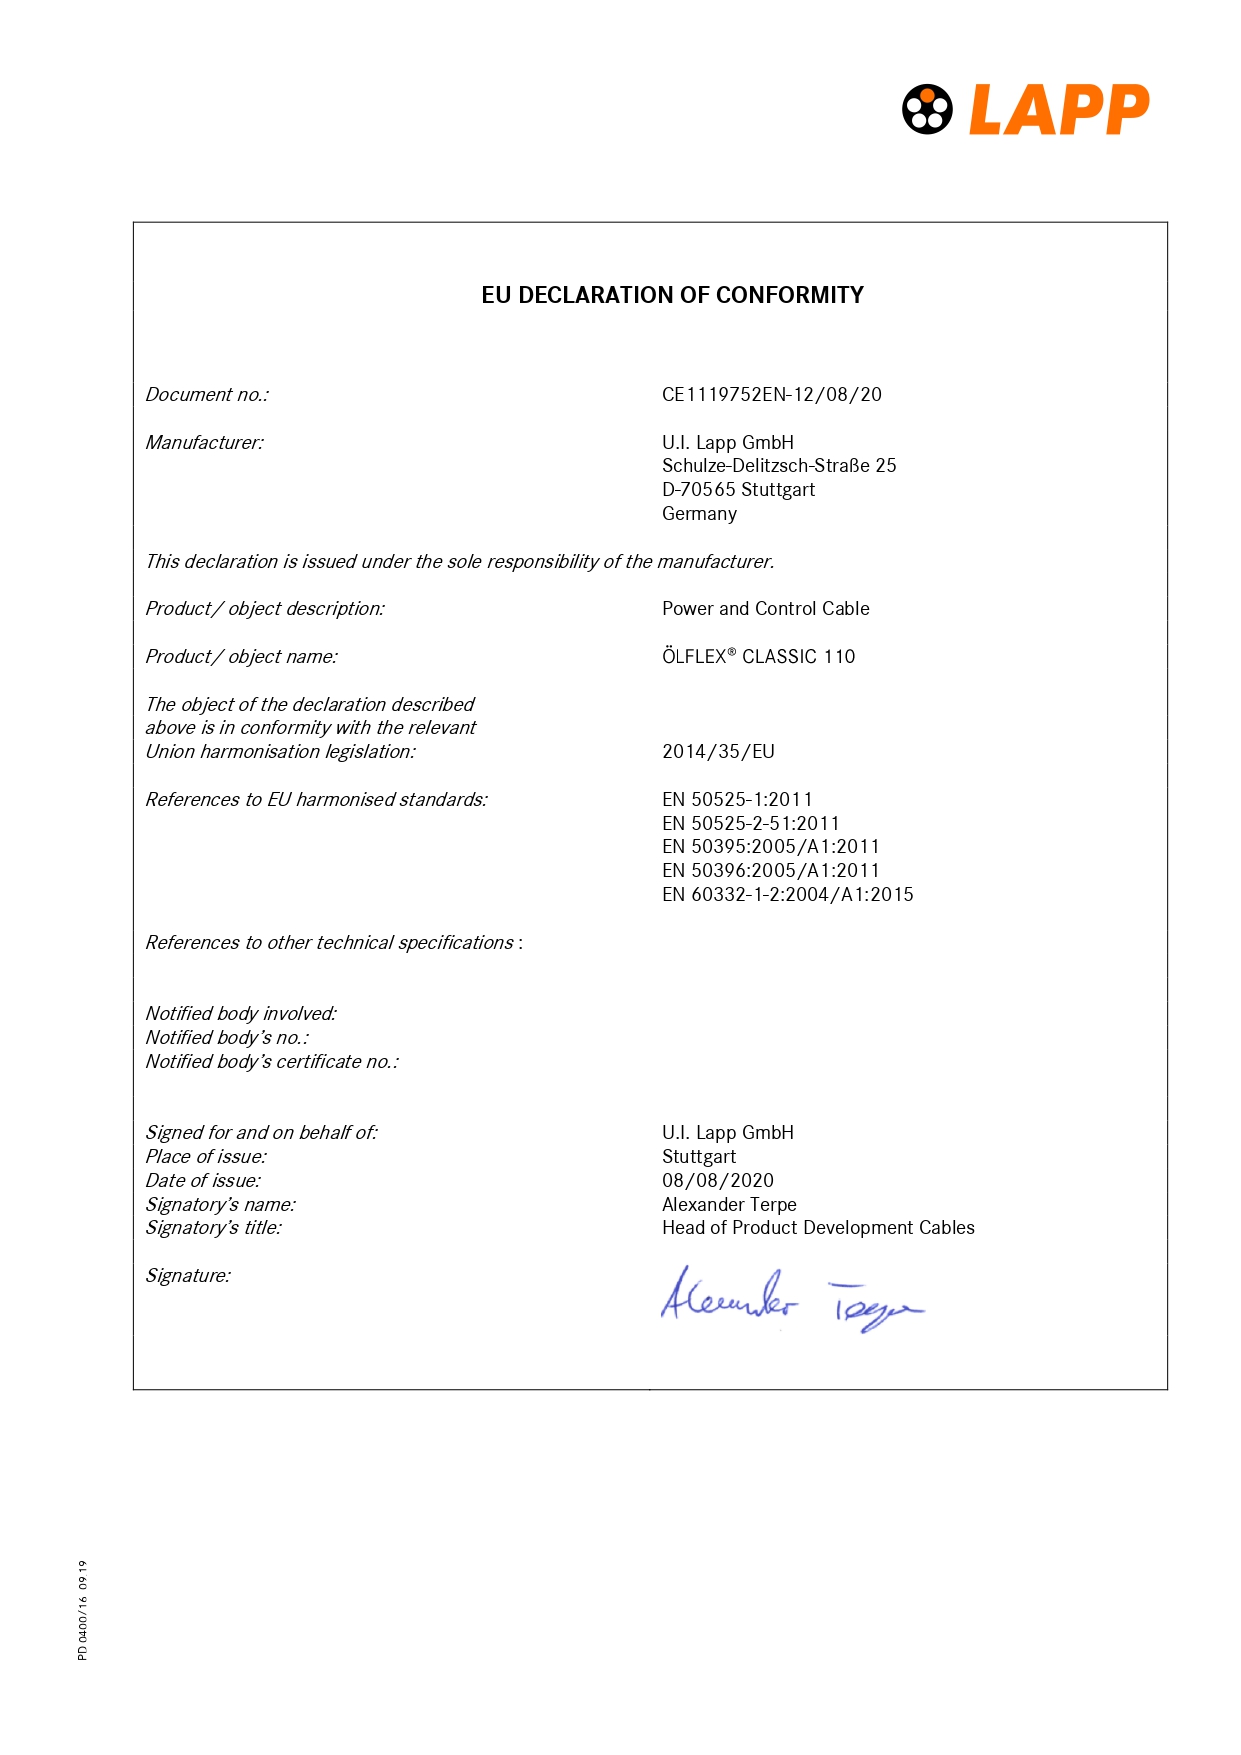 LAPP
EU DECLARATION OF CONFORMITY
Document no.: CE1119752EN-12/08/20
Manufacturer: U.I. Lapp GmbH
Schulze-Delitzsch-Straße 25
D-70565 Stuttgart
Germany
This declaration is issued under the sole responsibility of the manufacturer.
Product/ object description: Power and Control Cable
Product/ object name: ÖLFLEX® CLASSIC 110
The object of the declaration described
above is in conformity with the relevant
Union harmonisation legislation: 2014/35/EU
References to EU harmonised standards: EN 50525-1:2011
EN 50525-2-51:2011
EN 50395:2005/A1:2011
EN 50396:2005/A1:2011
EN 60332-1-2:2004/A1:2015
References to other technical specifications :
Notified body involved:
Notified body’s no.:
Notified body’s certificate no.:
Signed for and on behalf of: U.I. Lapp GmbH
Place of issue: Stuttgart
Date of issue: 08/08/2020
Signatory’s name: Alexander Terpe
Signatory’s title: Head of Product Development Cables
Signature: Alexander Terpe
PD 0400/16 09.19